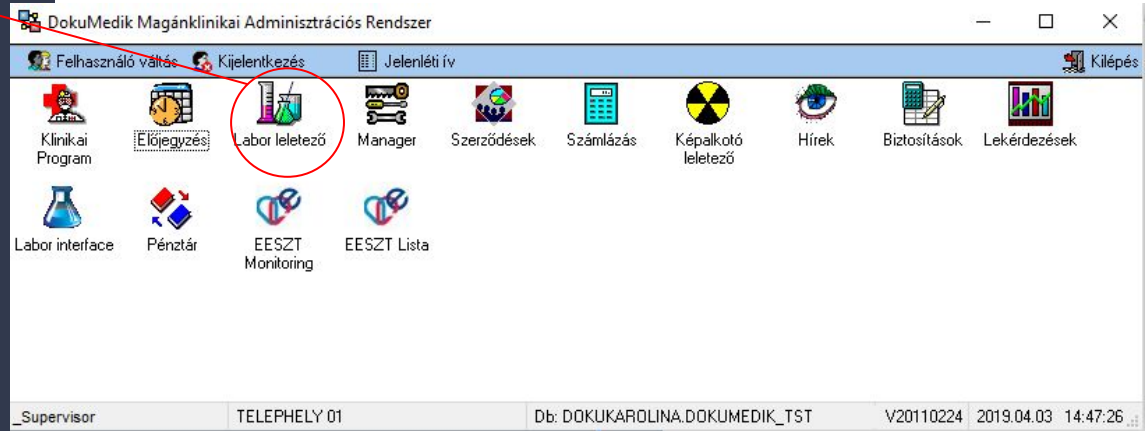 DokuMedik Magánklinikai Adminisztrációs Rendszer
Felhasználó váltás Kijelentkezés Jelenléti ív Kilépés
Klinikai Program
Előjegyzés
Labor leletező
Manager
Szerződések
Számlázás
Képalkotó leletező
Hírek
Biztosítások
Lekérdezések
Labor interface
Pénztár
EESZT Monitoring
EESZT Lista
_Supervisor TELEPHELY 01 Db: DOKUKAROLINA.DOKUMEDIK_TST V20110224 2019.04.03 14:47:26